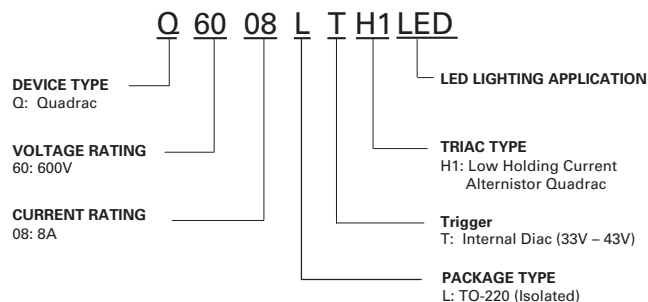 Q 60 08 L T H1 LED
DEVICE TYPE
Q: Quadrac
VOLTAGE RATING
60: 600V
CURRENT RATING
08: 8A
LED LIGHTING APPLICATION
TRIAC TYPE
H1: Low Holding Current
Alternistor Quadrac
Trigger
T: Internal Diac (33V – 43V)
PACKAGE TYPE
L: TO-220 (Isolated)